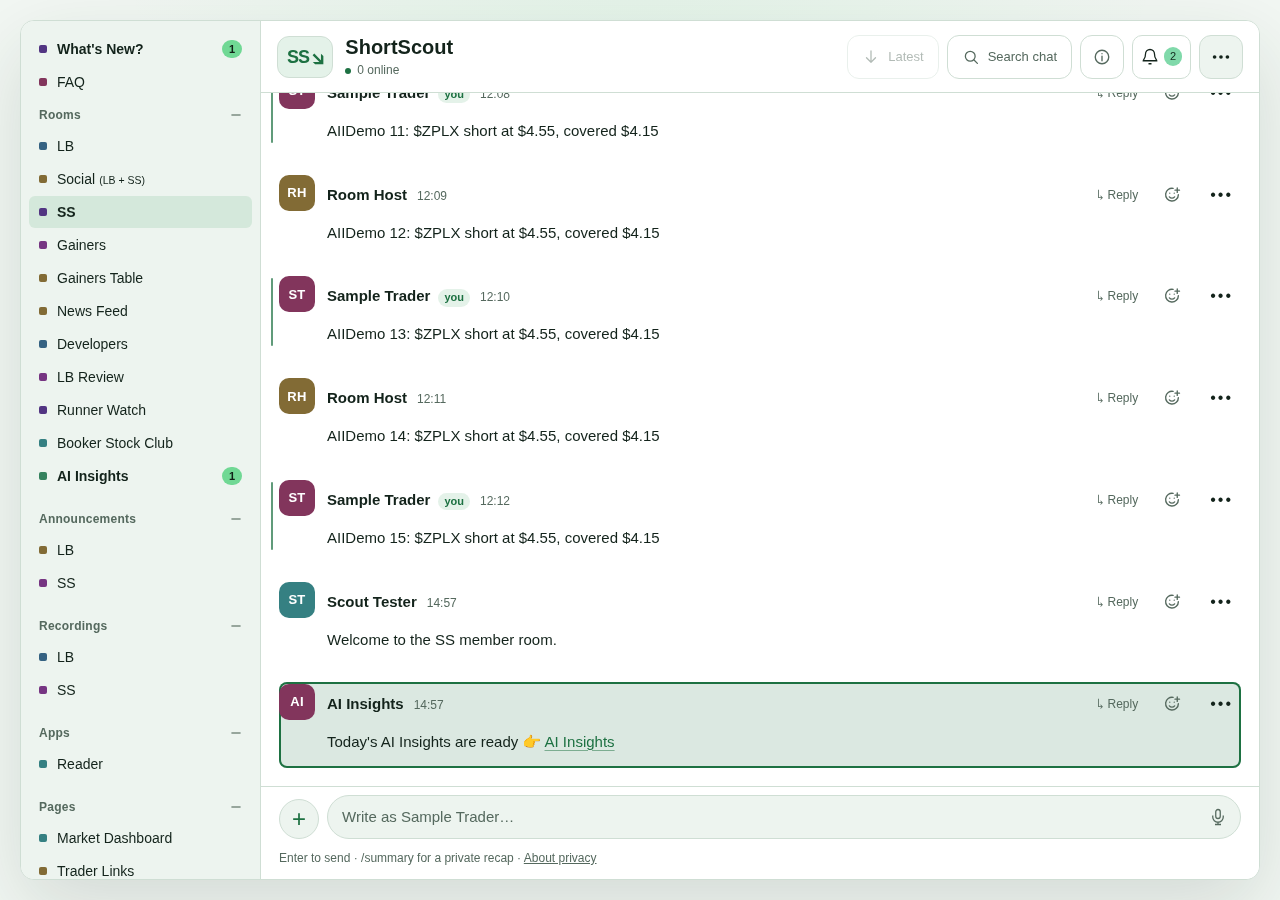 What's New? 1
FAQ
Rooms
LB
Social (LB + SS)
SS
Gainers
Gainers Table
News Feed
Developers
LB Review
Runner Watch
Booker Stock Club
AI Insights 1
Announcements
LB
SS
Recordings
LB
SS
Apps
Reader
Pages
Market Dashboard
Trader Links
SS
ShortScout
0 online
Latest
Search chat
2
Sample Trader you 12:08 Reply
AIIDemo 11: $ZPLX short at $4.55, covered $4.15
RH Room Host 12:09 ↳ Reply
AIIDemo 12: $ZPLX short at $4.55, covered $4.15
ST Sample Trader you 12:10 ↳ Reply
AIIDemo 13: $ZPLX short at $4.55, covered $4.15
RH Room Host 12:11 ↳ Reply
AIIDemo 14: $ZPLX short at $4.55, covered $4.15
ST Sample Trader you 12:12 ↳ Reply
AIIDemo 15: $ZPLX short at $4.55, covered $4.15
ST Scout Tester 14:57 ↳ Reply
Welcome to the SS member room.
AI AI Insights 14:57 ↳ Reply
Today's AI Insights are ready 👉 AI Insights
Write as Sample Trader…
Enter to send · /summary for a private recap · About privacy